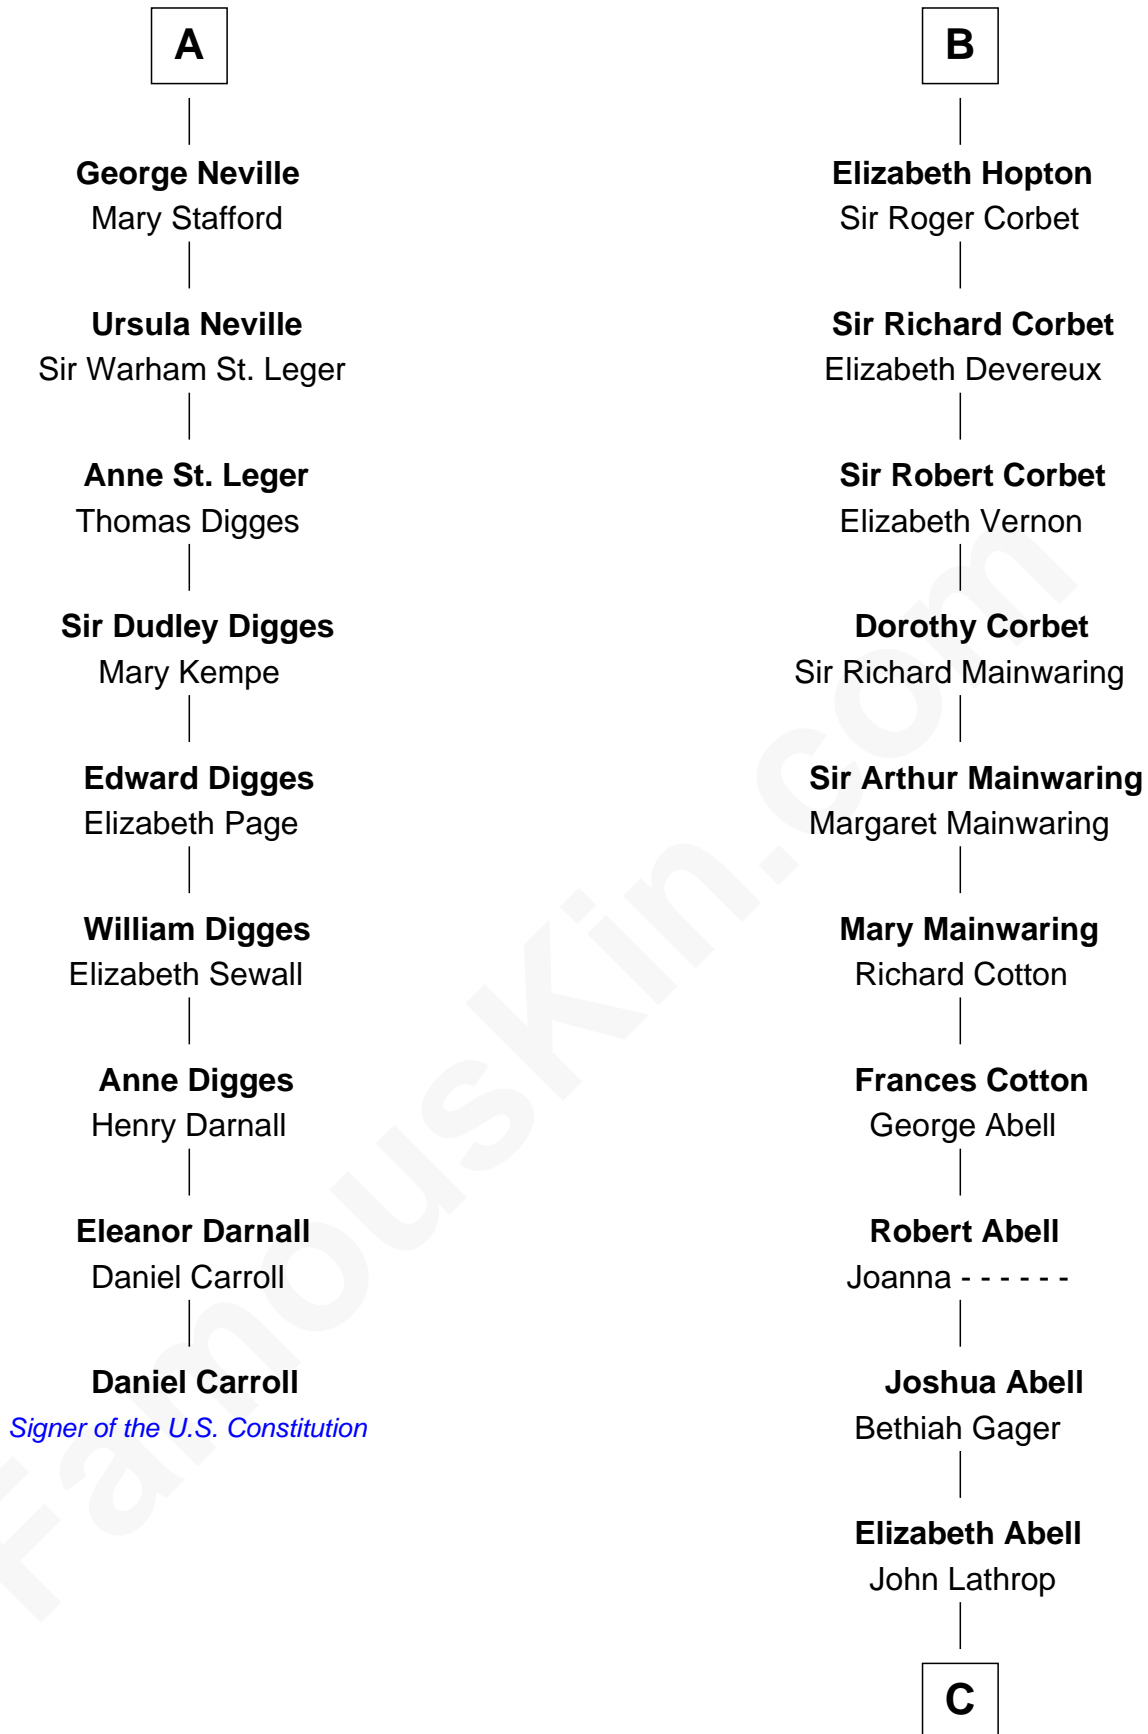 A
George Neville
Mary Stafford
Ursula Neville
Sir Warham St. Leger
Anne St. Leger
Thomas Digges
Sir Dudley Digges
Mary Kempe
Edward Digges
Elizabeth Page
William Digges
Elizabeth Sewall
Anne Digges
Henry Darnall
Eleanor Darnall
Daniel Carroll
Daniel Carroll
Signer of the U.S. Constitution
B
Elizabeth Hopton
Sir Roger Corbet
Sir Richard Corbet
Elizabeth Devereux
Sir Robert Corbet
Elizabeth Vernon
Dorothy Corbet
Sir Richard Mainwaring
Sir Arthur Mainwaring
Margaret Mainwaring
Mary Mainwaring
Richard Cotton
Frances Cotton
George Abell
Robert Abell
Joanna - - - - - -
Joshua Abell
Bethiah Gager
Elizabeth Abell
John Lathrop
C
FamousKin.com